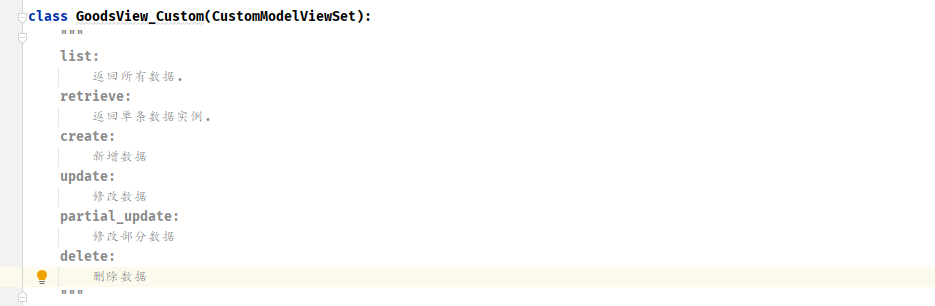 class GoodsView_Custom(CustomModelViewSet):
"""
list:
返回所有数据.
retrieve:
返回单条数据实例.
create:
新增数据
update:
修改数据
partial_update:
修改部分数据
delete:
删除数据
"""